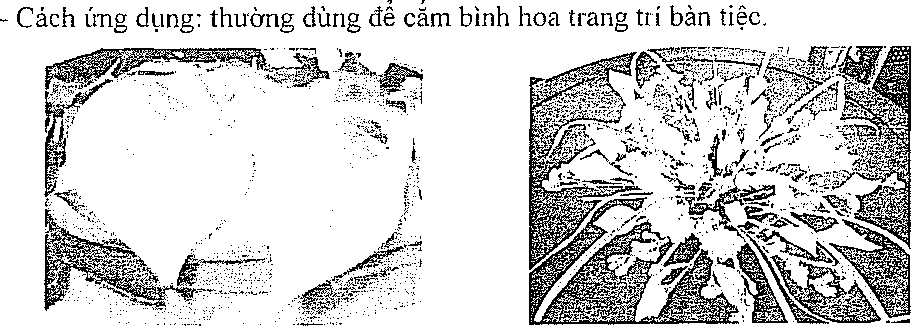 - Cách ứng dụng: thường dùng để cắm bình hoa trang trí bàn tiệc.